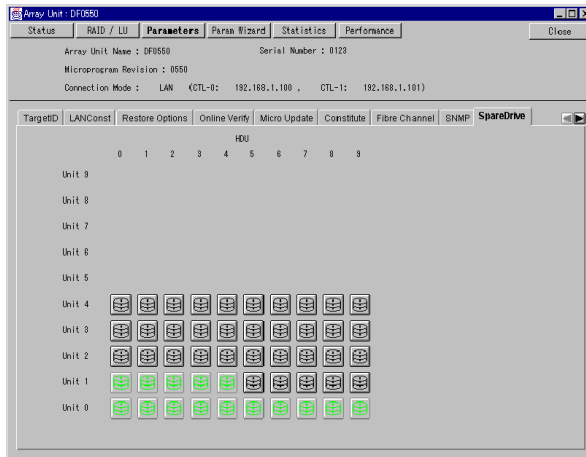 Array Unit : DF0550
Status RAID / LU Parameters Param Wizard Statistics Performance Close
Array Unit Name : DF0550 Serial Number : 0123
Microprogram Revision : 0550
Connection Mode : LAN (CTL-0: 192.168.1.100 , CTL-1: 192.168.1.101)
TargetID LANConst Restore Options Online Verify Micro Update Constitute Fibre Channel SNMP SpareDrive
HDU
0 1 2 3 4 5 6 7 8 9
Unit 9
Unit 8
Unit 7
Unit 6
Unit 5
Unit 4
Unit 3
Unit 2
Unit 1
Unit 0